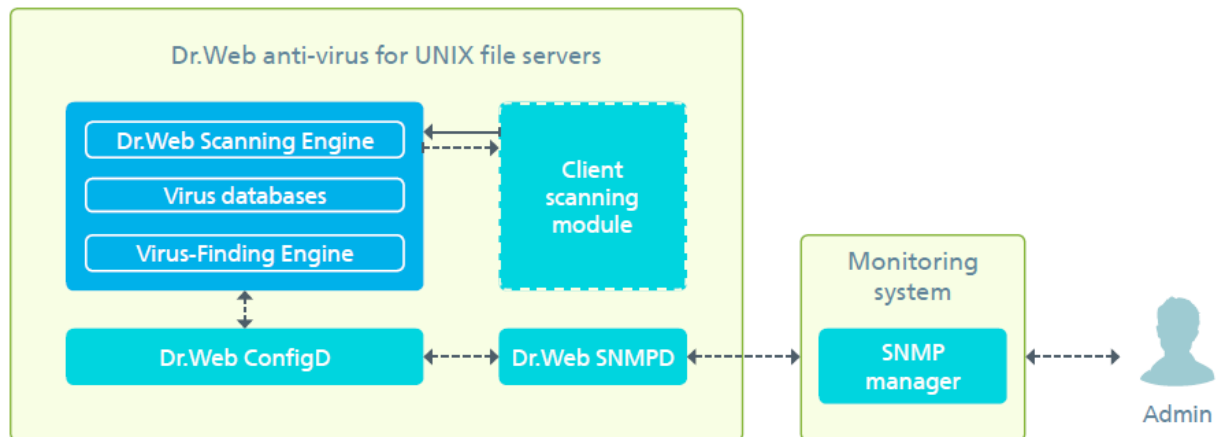 Dr.Web anti-virus for UNIX file servers
Dr.Web Scanning Engine
Virus databases
Virus-Finding Engine
Client
scanning
module
Dr.Web ConfigD
Dr.Web SNMPD
Monitoring
system
SNMP
manager
Admin